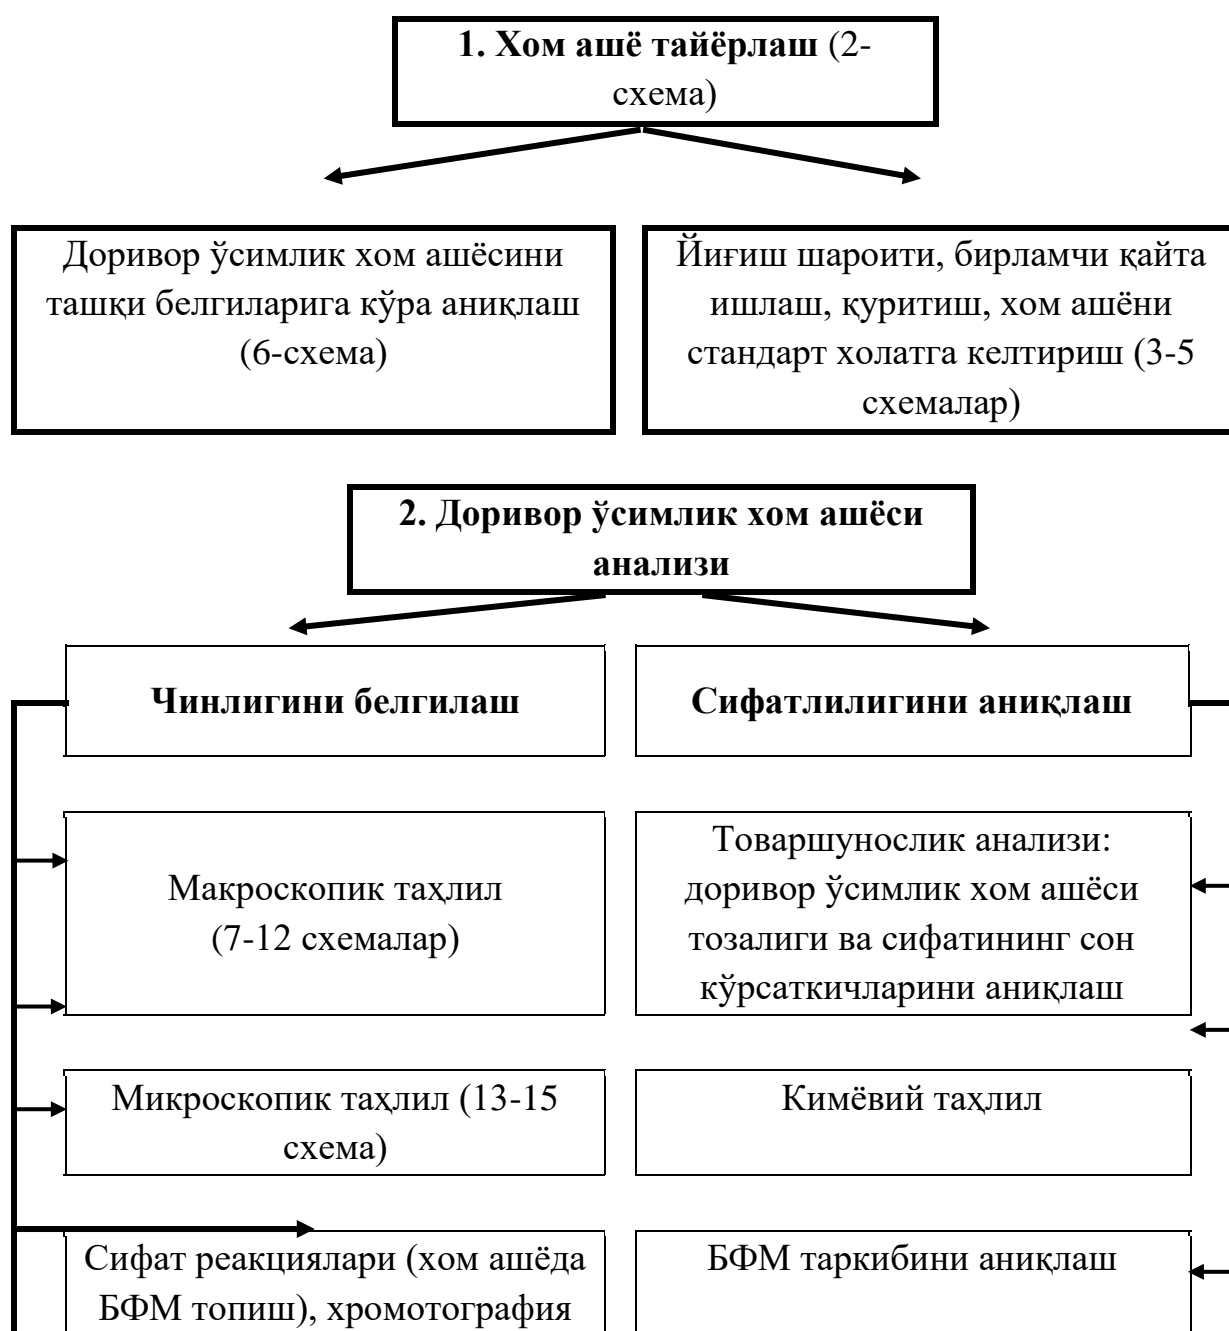 1. Хом ашё тайёрлаш (2-
схема)
Доривор ўсимлик хом ашёсини
ташқи белгиларига кўра аниқлаш
(6-схема)
Йиғиш шароити, бирламчи қайта
ишлаш, қуритиш, хом ашёни
стандарт холатга келтириш (3-5
схемалар)
2. Доривор ўсимлик хом ашёси
анализи
Чинлигини белгилаш
Сифатлилигини аниқлаш
Макроскопик таҳлил
(7-12 схемалар)
Товаршунослик анализи:
доривор ўсимлик хом ашёси
тозалиги ва сифатининг сон
кўрсаткичларини аниқлаш
Микроскопик таҳлил (13-15
схема)
Кимёвий таҳлил
Сифат реакциялари (хом ашёда
БФМ топиш), хромотография
БФМ таркибини аниқлаш